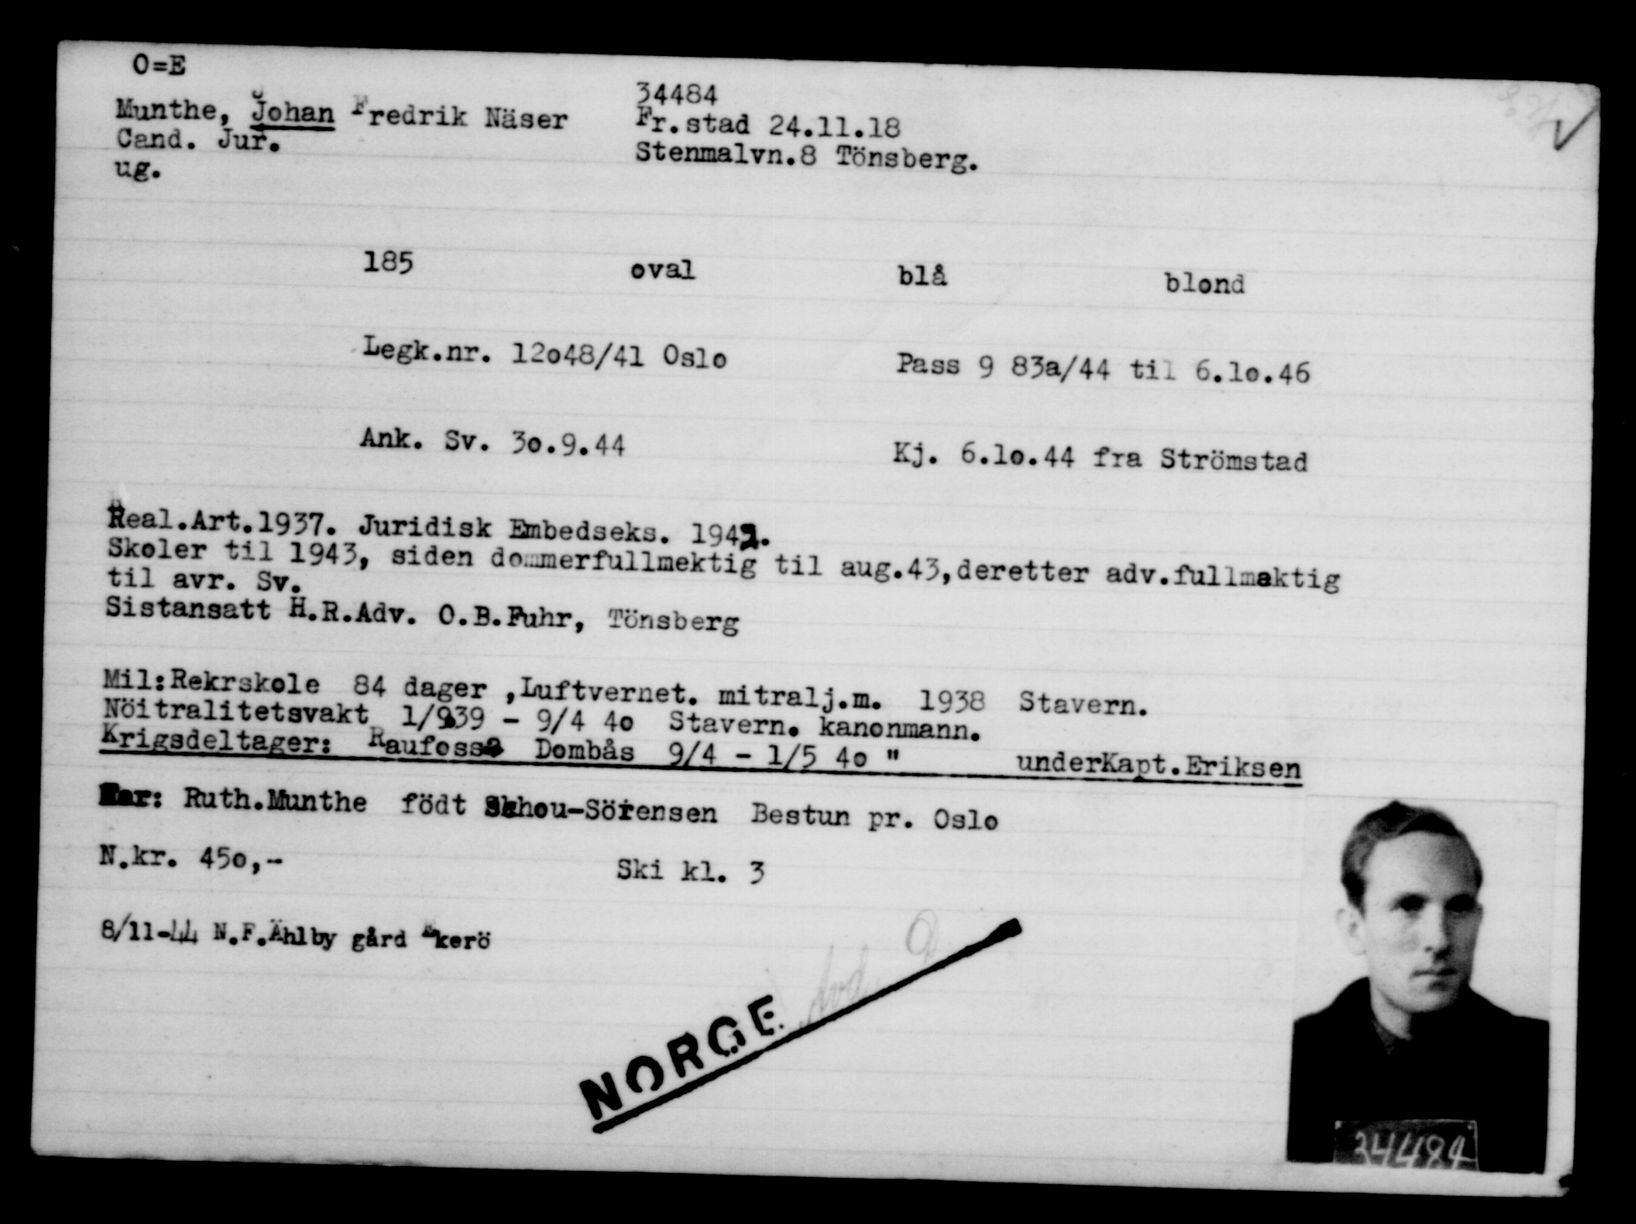 O=E
34484
Munthe, Johan Fredrik Näser Fr.stad 24.11.18
Cand. Jur. Stenmalvn.8 Tönsberg.
ug.
185 oval blå blond
Legk.nr. 12o48/41 Oslo Pass 9 83a/44 til 6.1o.46
Ank. Sv. 3o.9.44 Kj. 6.1o.44 fra Strömstad
Real.Art.1937. Juridisk Embedseks.
Skoler til 1943, siden dommerfullmektig til aug.43,deretter adv.fullmektig
til avr. Sv.
Sistansatt H.R.Adv. O.B.Fuhr, Tönsberg
Mil:Rekrskole 84 dager ,Luftvernet. mitralj.m. 1938 Stavern.
Nöitralitetsvakt 1/939 - 9/4 4o Stavern. kanonmann.
Krigsdeltager: Raufoss Dombås 9/4 - 1/5 4o " underKapt.Eriksen
Ruth.Munthe födt Schou-Sörensen Bestun pr. Oslo
N.kr. 45o,- Ski kl. 3
8/11-44 N.F.Ählby gård Ekerö
NORGE
34484